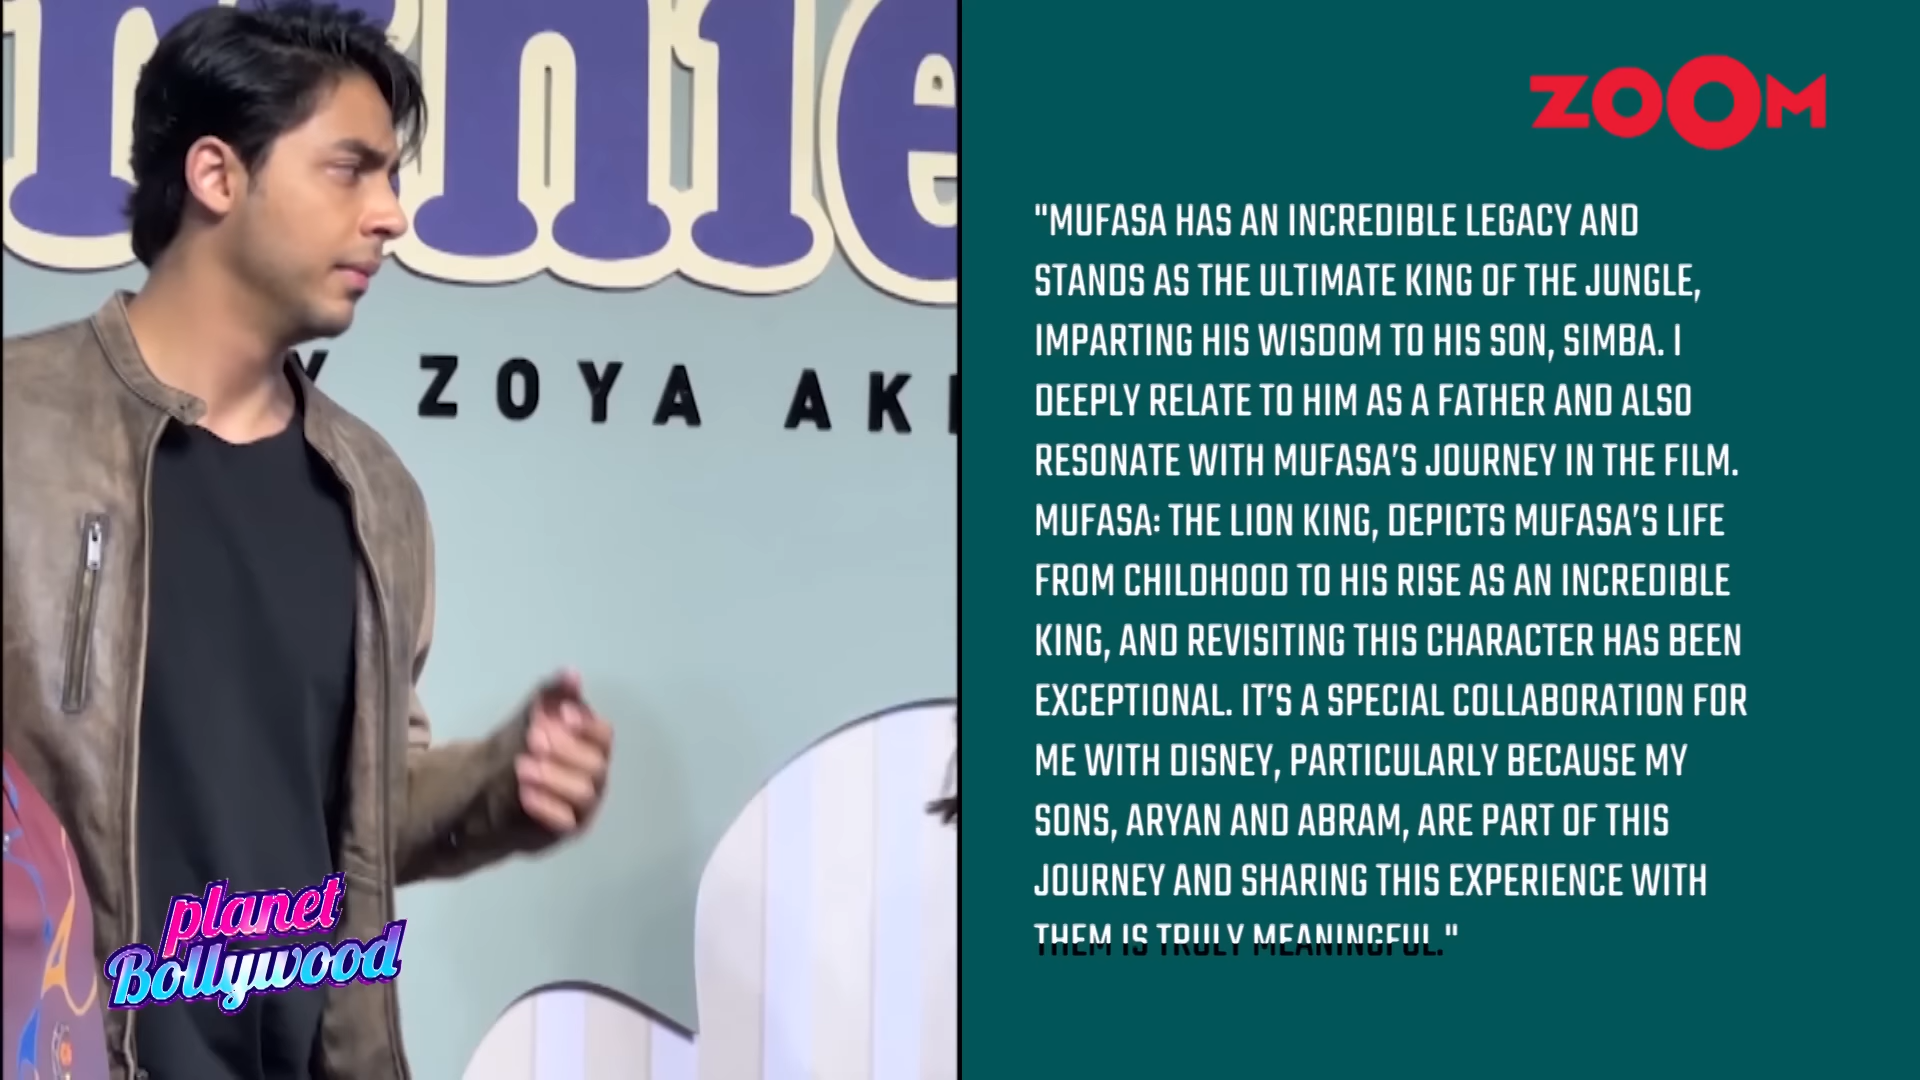 Y ZOYA AK
planet
Bollywood
ZOOM
"MUFASA HAS AN INCREDIBLE LEGACY AND
STANDS AS THE ULTIMATE KING OF THE JUNGLE,
IMPARTING HIS WISDOM TO HIS SON, SIMBA. I
DEEPLY RELATE TO HIM AS A FATHER AND ALSO
RESONATE WITH MUFASA’S JOURNEY IN THE FILM.
MUFASA: THE LION KING, DEPICTS MUFASA’S LIFE
FROM CHILDHOOD TO HIS RISE AS AN INCREDIBLE
KING, AND REVISITING THIS CHARACTER HAS BEEN
EXCEPTIONAL. IT’S A SPECIAL COLLABORATION FOR
ME WITH DISNEY, PARTICULARLY BECAUSE MY
SONS, ARYAN AND ABRAM, ARE PART OF THIS
JOURNEY AND SHARING THIS EXPERIENCE WITH
THEM IS TRULY MEANINGFUL."